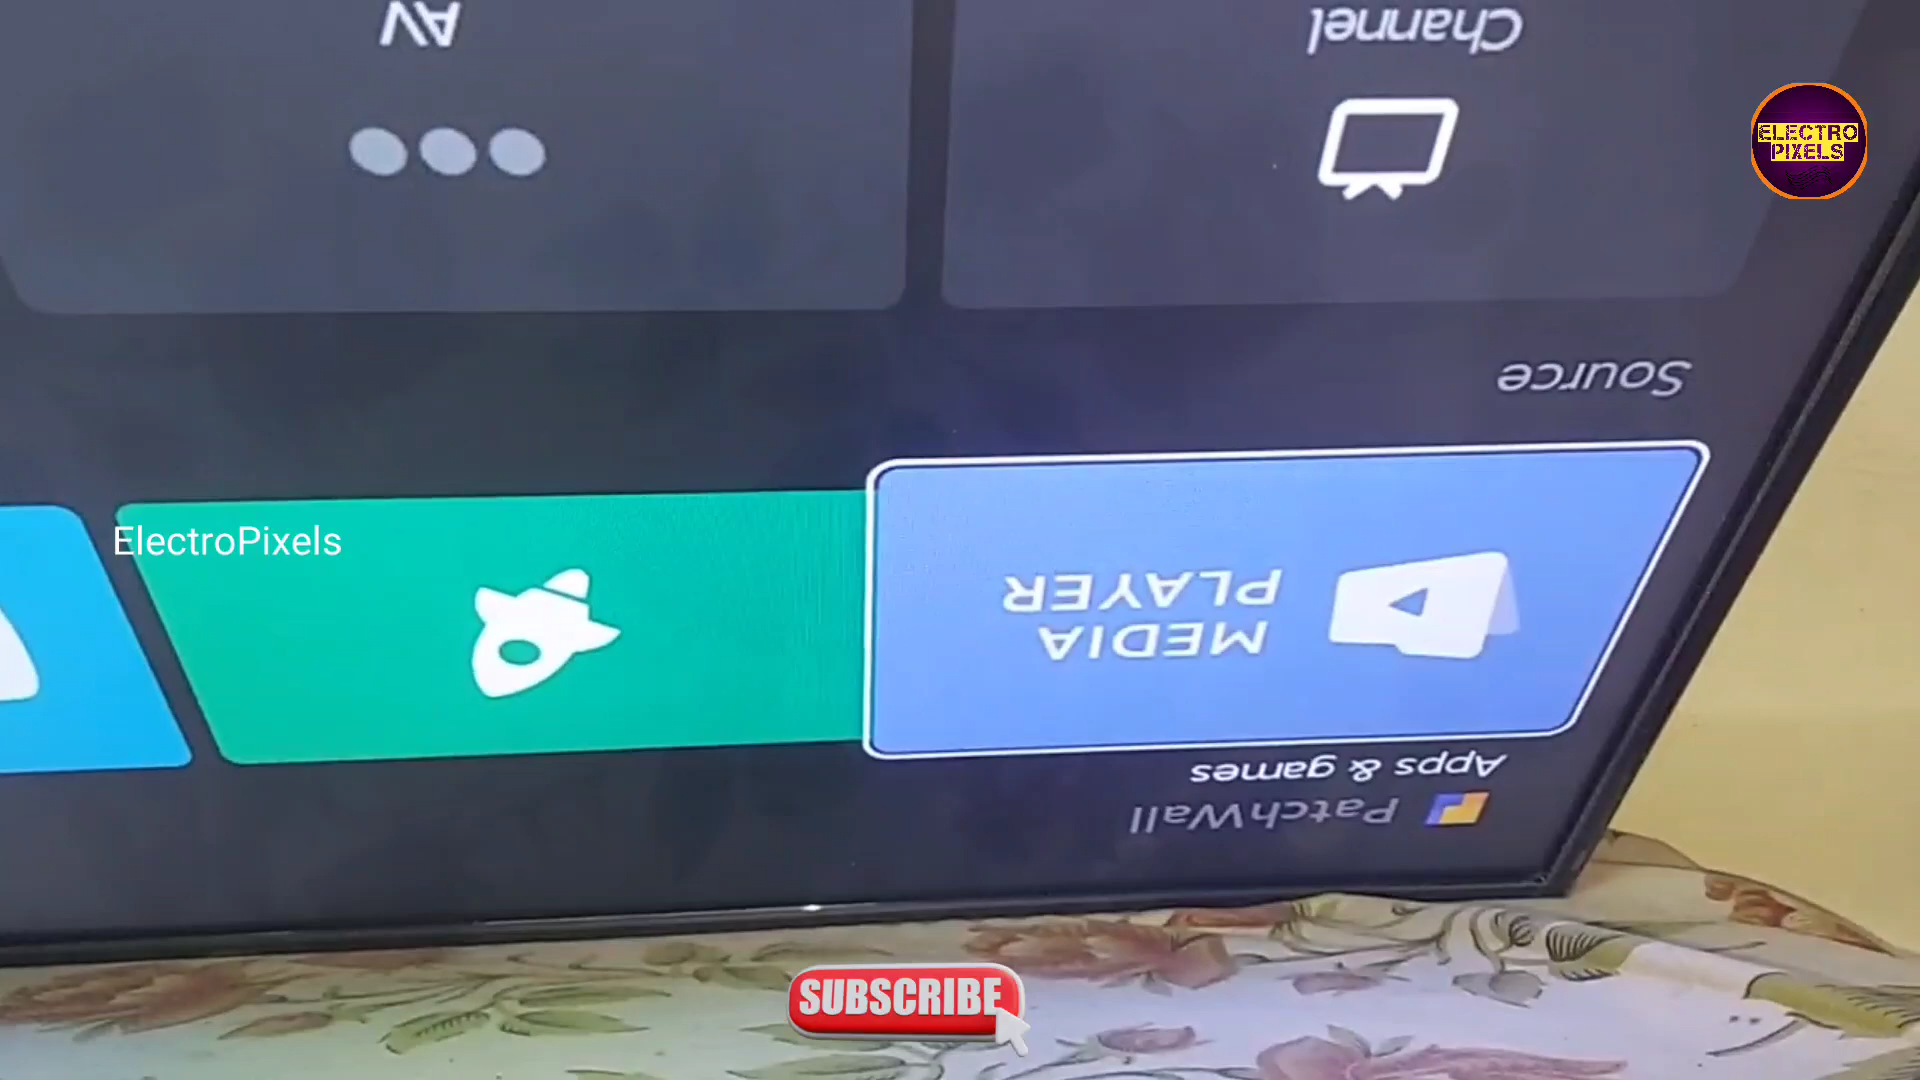 AV
Channel
ELECTRO
PIXELS
Source
ElectroPixels
MEDIA
PLAYER
Apps & games
PatchWall
SUBSCRIBE